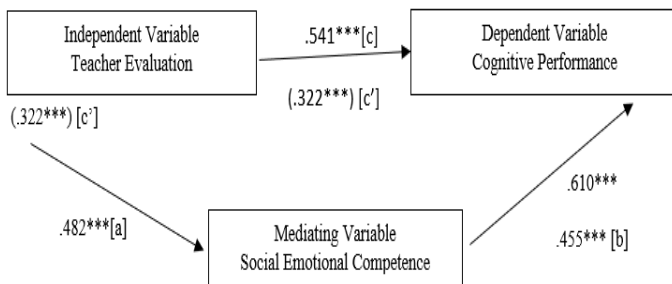 Independent Variable
Teacher Evaluation
.541***[c]
Dependent Variable
Cognitive Performance
(.322***) [c′]
(.322***) [c’]
.482***[a]
.610***
.455*** [b]
Mediating Variable
Social Emotional Competence